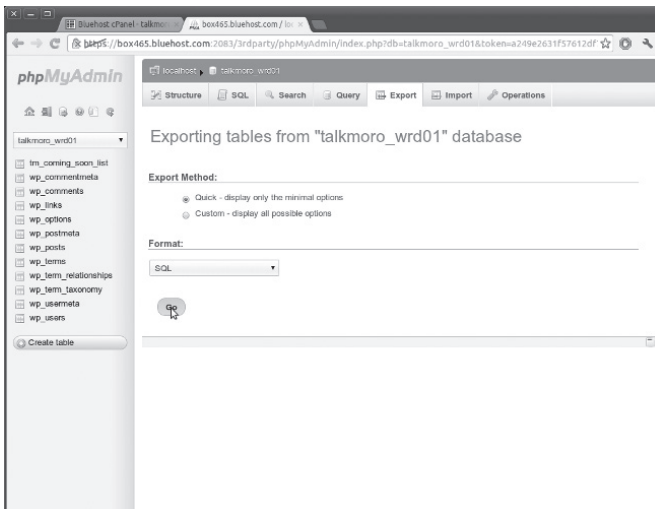 Bluehost cPanel - talkmor
box465.bluehost.com / loc
https://box465.bluehost.com:2083/3rdparty/phpMyAdmin/index.php?db=talkmoro_wrd01&token=a249e2631f57612df
phpMyAdmin
localhost
talkmoro_wrd01
Structure
SQL
Search
Query
Export
Import
Operations
talkmoro_wrd01
tm_coming_soon_list
wp_commentmeta
wp_comments
wp_links
wp_options
wp_postmeta
wp_posts
wp_terms
wp_term_relationships
wp_term_taxonomy
wp_usermeta
wp_users
Create table
Exporting tables from "talkmoro_wrd01" database
Export Method:
Quick - display only the minimal options
Custom - display all possible options
Format:
SQL
Go